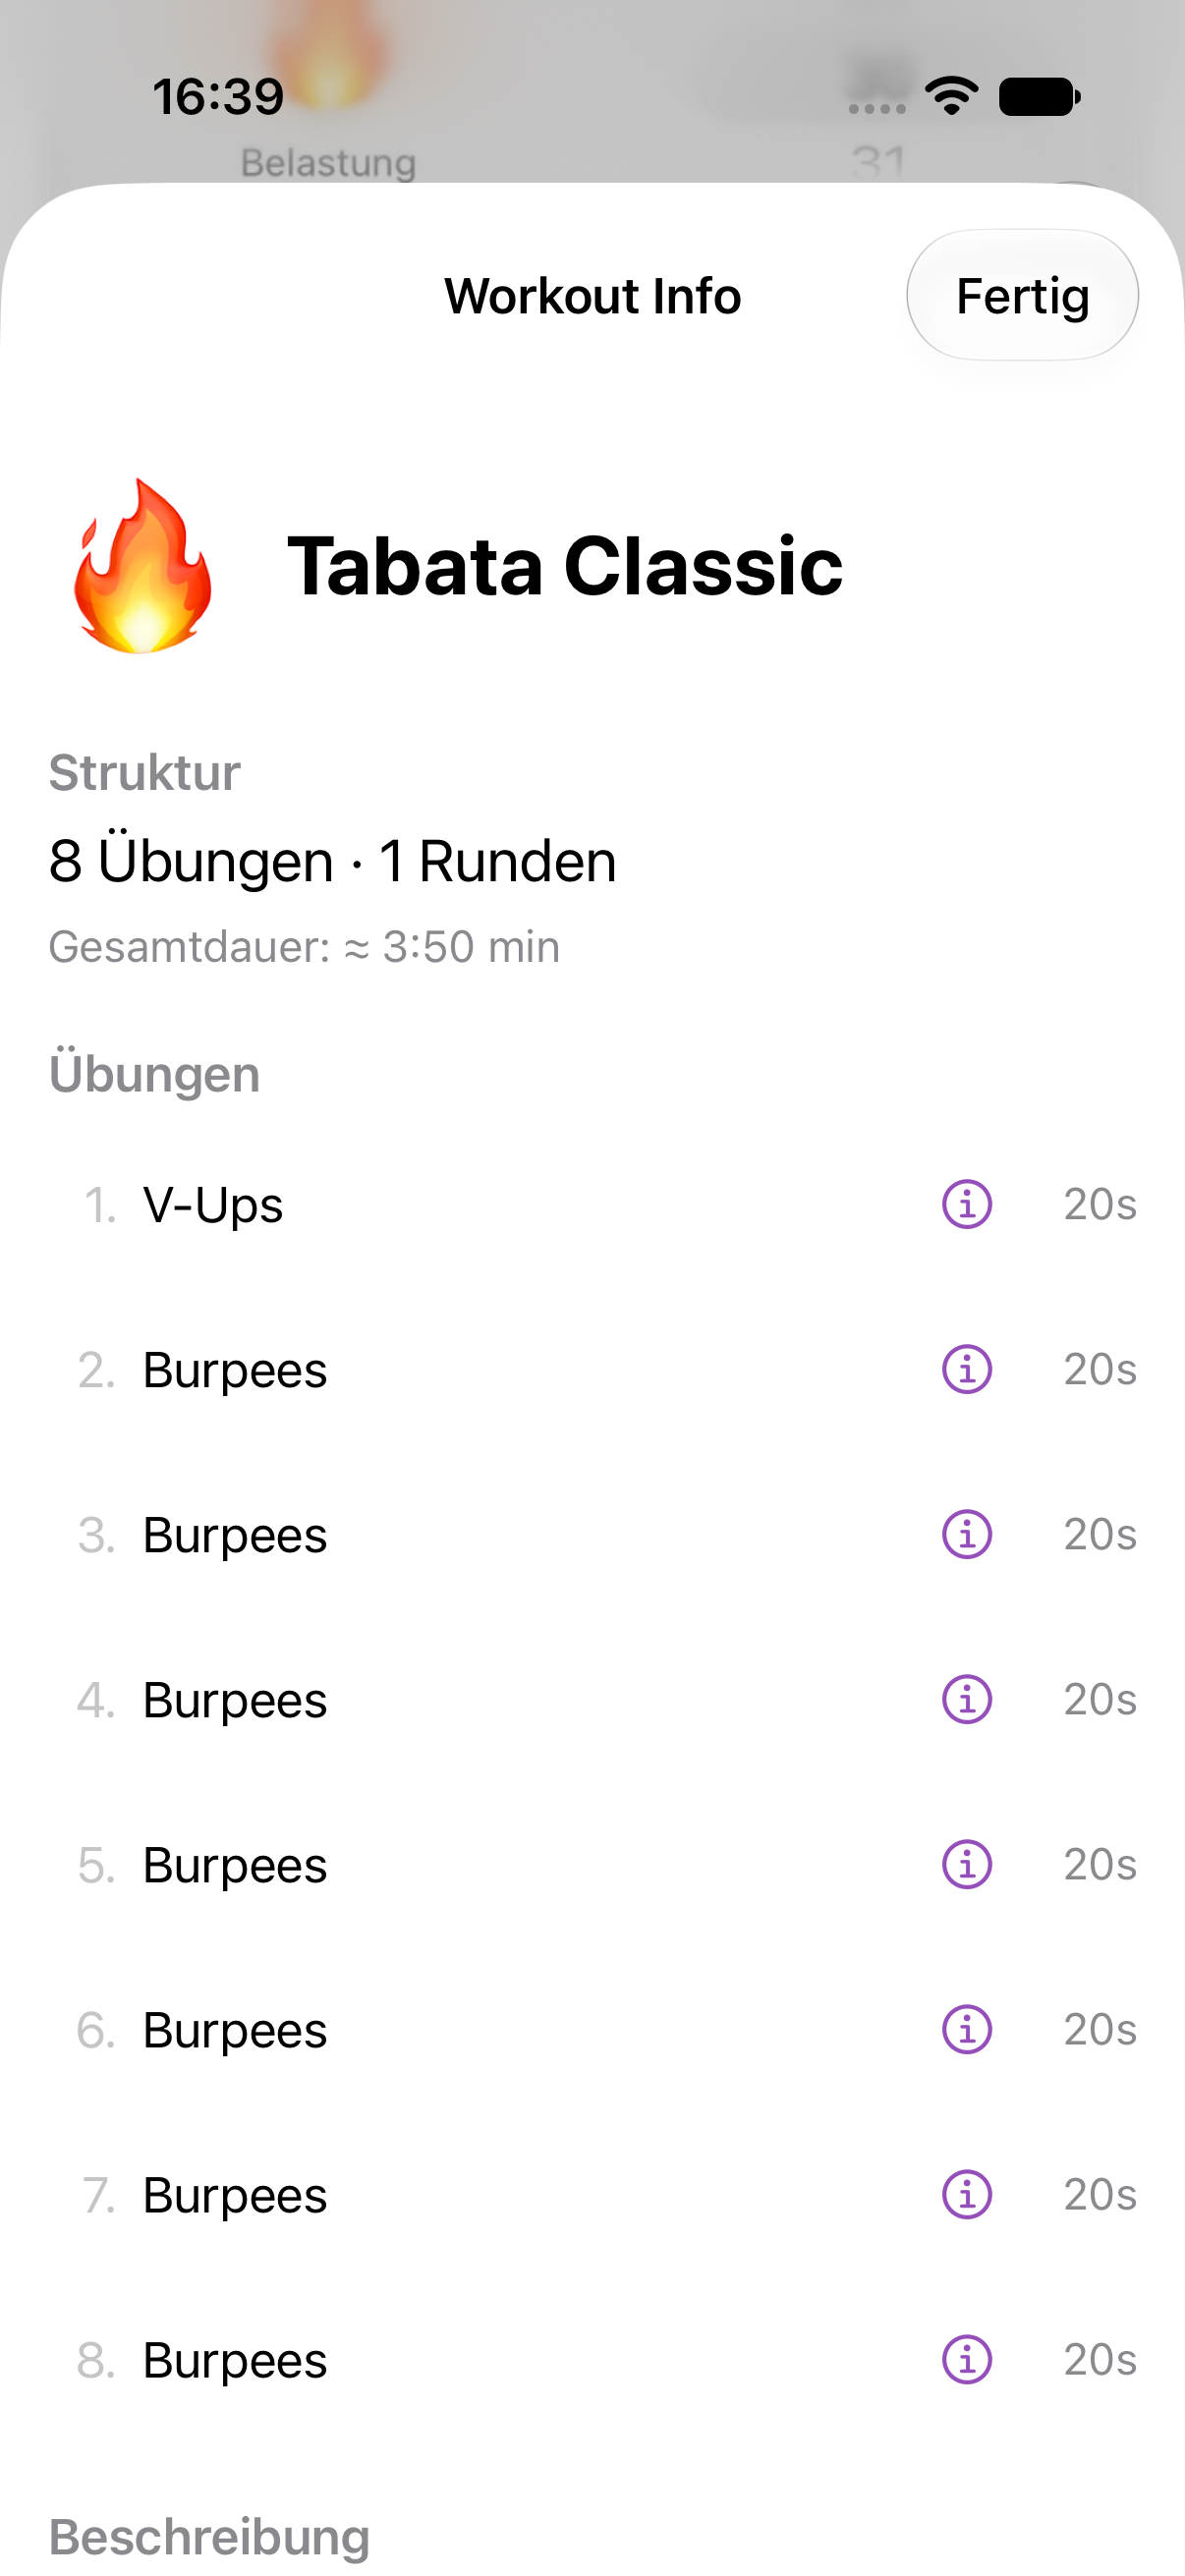 16:39
Belastung
31
Workout Info
Fertig
Tabata Classic
Struktur
8 Übungen · 1 Runden
Gesamtdauer: ≈ 3:50 min
Übungen
1. V-Ups 20s
2. Burpees 20s
3. Burpees 20s
4. Burpees 20s
5. Burpees 20s
6. Burpees 20s
7. Burpees 20s
8. Burpees 20s
Beschreibung